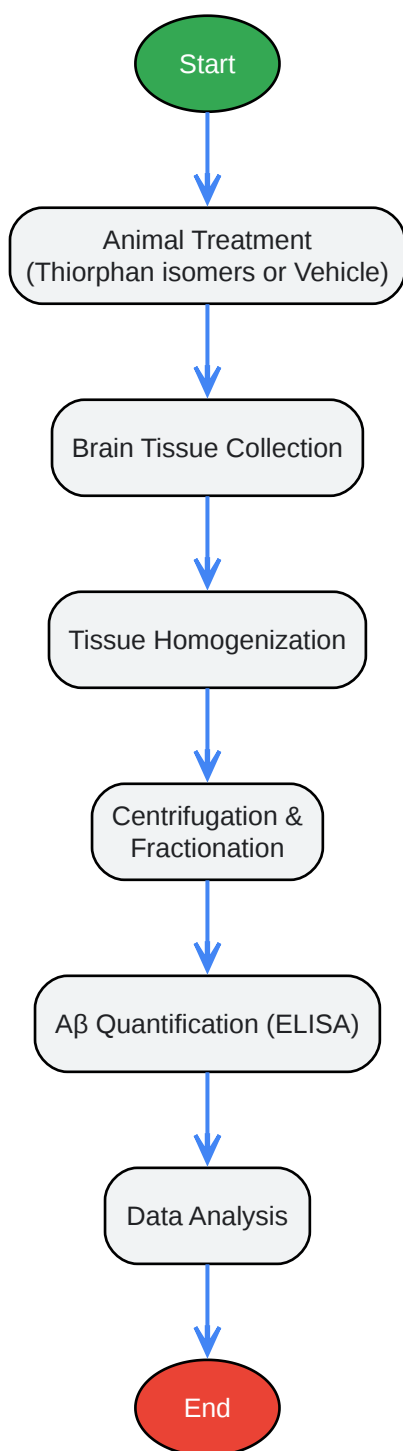 Start
Animal Treatment
(Thiorphan isomers or Vehicle)
Brain Tissue Collection
Tissue Homogenization
Centrifugation &
Fractionation
Aβ Quantification (ELISA)
Data Analysis
End